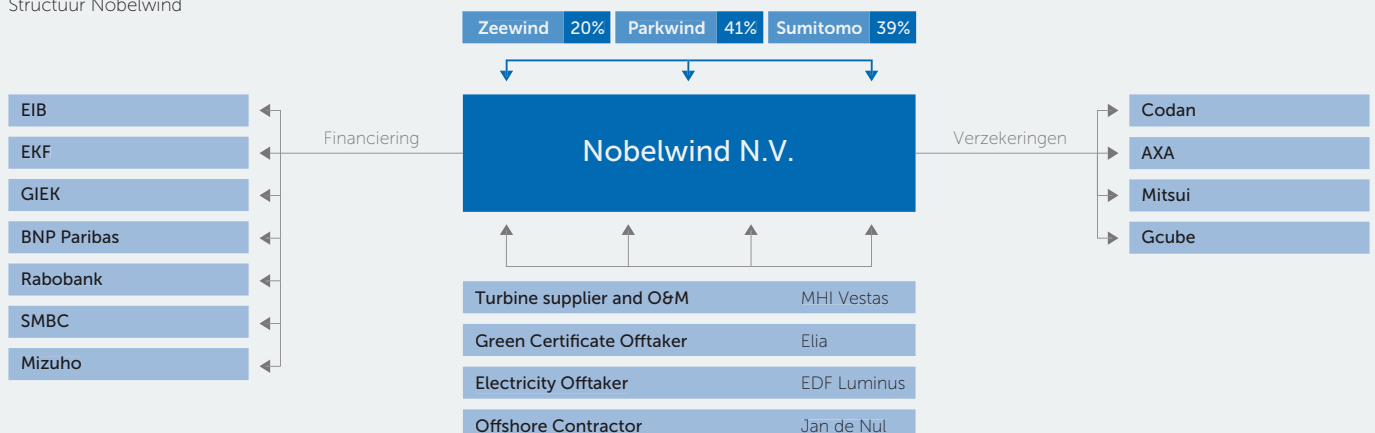 Structuur Nobelwind
Zeewind 20% Parkwind 41% Sumitomo 39%
EIB
EKF
GIEK
BNP Paribas
Rabobank
SMBC
Mizuho
Financiering
Nobelwind N.V.
Verzekeringen
Codan
AXA
Mitsui
Gcube
Turbine supplier and O&M MHI Vestas
Green Certificate Offtaker Elia
Electricity Offtaker EDF Luminus
Offshore Contractor Jan de Nul